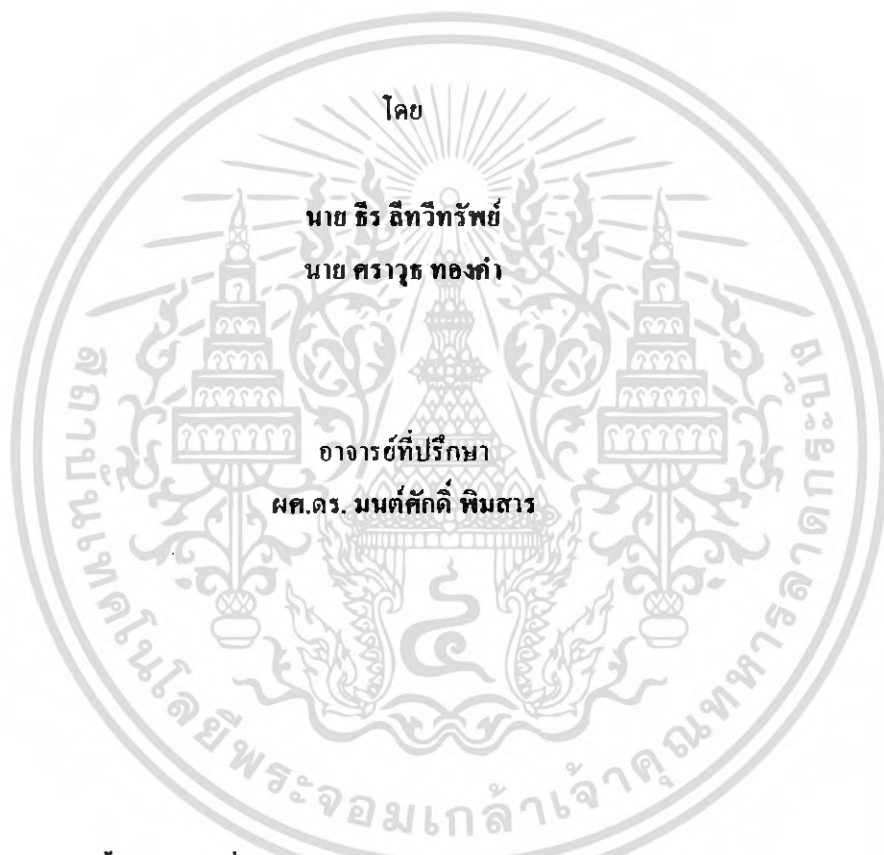 โดย
นาย ธีร ลีทวีทรัพย์
นาย ศราวุธ ทองคำ
อาจารย์ที่ปรึกษา
ผศ.ดร. มนต์ศักดิ์ พิมสาร
สถาบันเทคโนโลยีพระจอมเกล้าเจ้าคุณทหารลาดกระบัง
๔